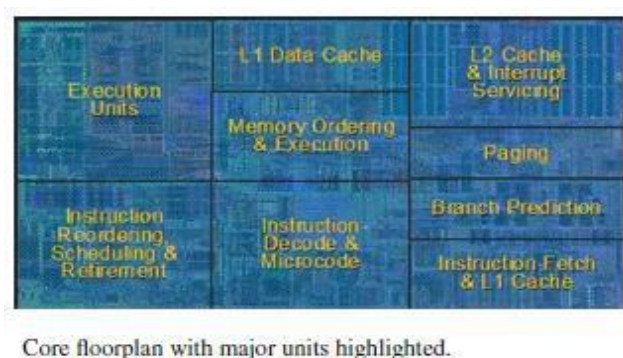 Execution
Units
L1 Data Cache
L2 Cache
& Interrupt
Servicing
Memory Ordering
& Execution
Paging
Instruction
Reordering,
Scheduling &
Retirement
Instruction
Decode &
Microcode
Branch Prediction
Instruction Fetch
& L1 Cache
Core floorplan with major units highlighted.